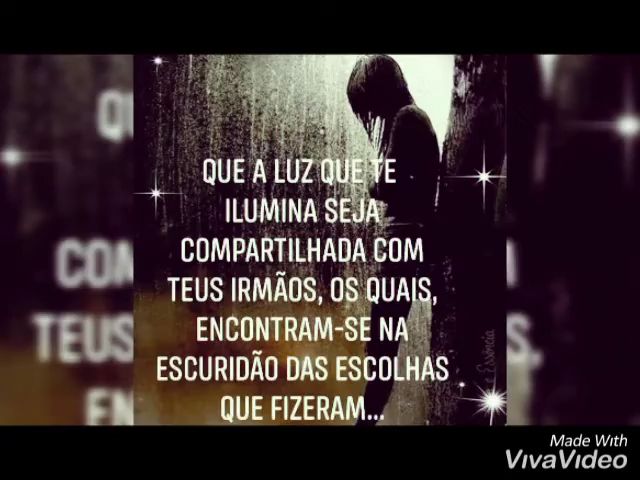 QUE A LUZ QUE TE
ILUMINA SEJA
COMPARTILHADA COM
TEUS IRMÃOS, OS QUAIS,
ENCONTRAM-SE NA
ESCURIDÃO DAS ESCOLHAS
QUE FIZERAM...
Essência
Made With
VivaVideo